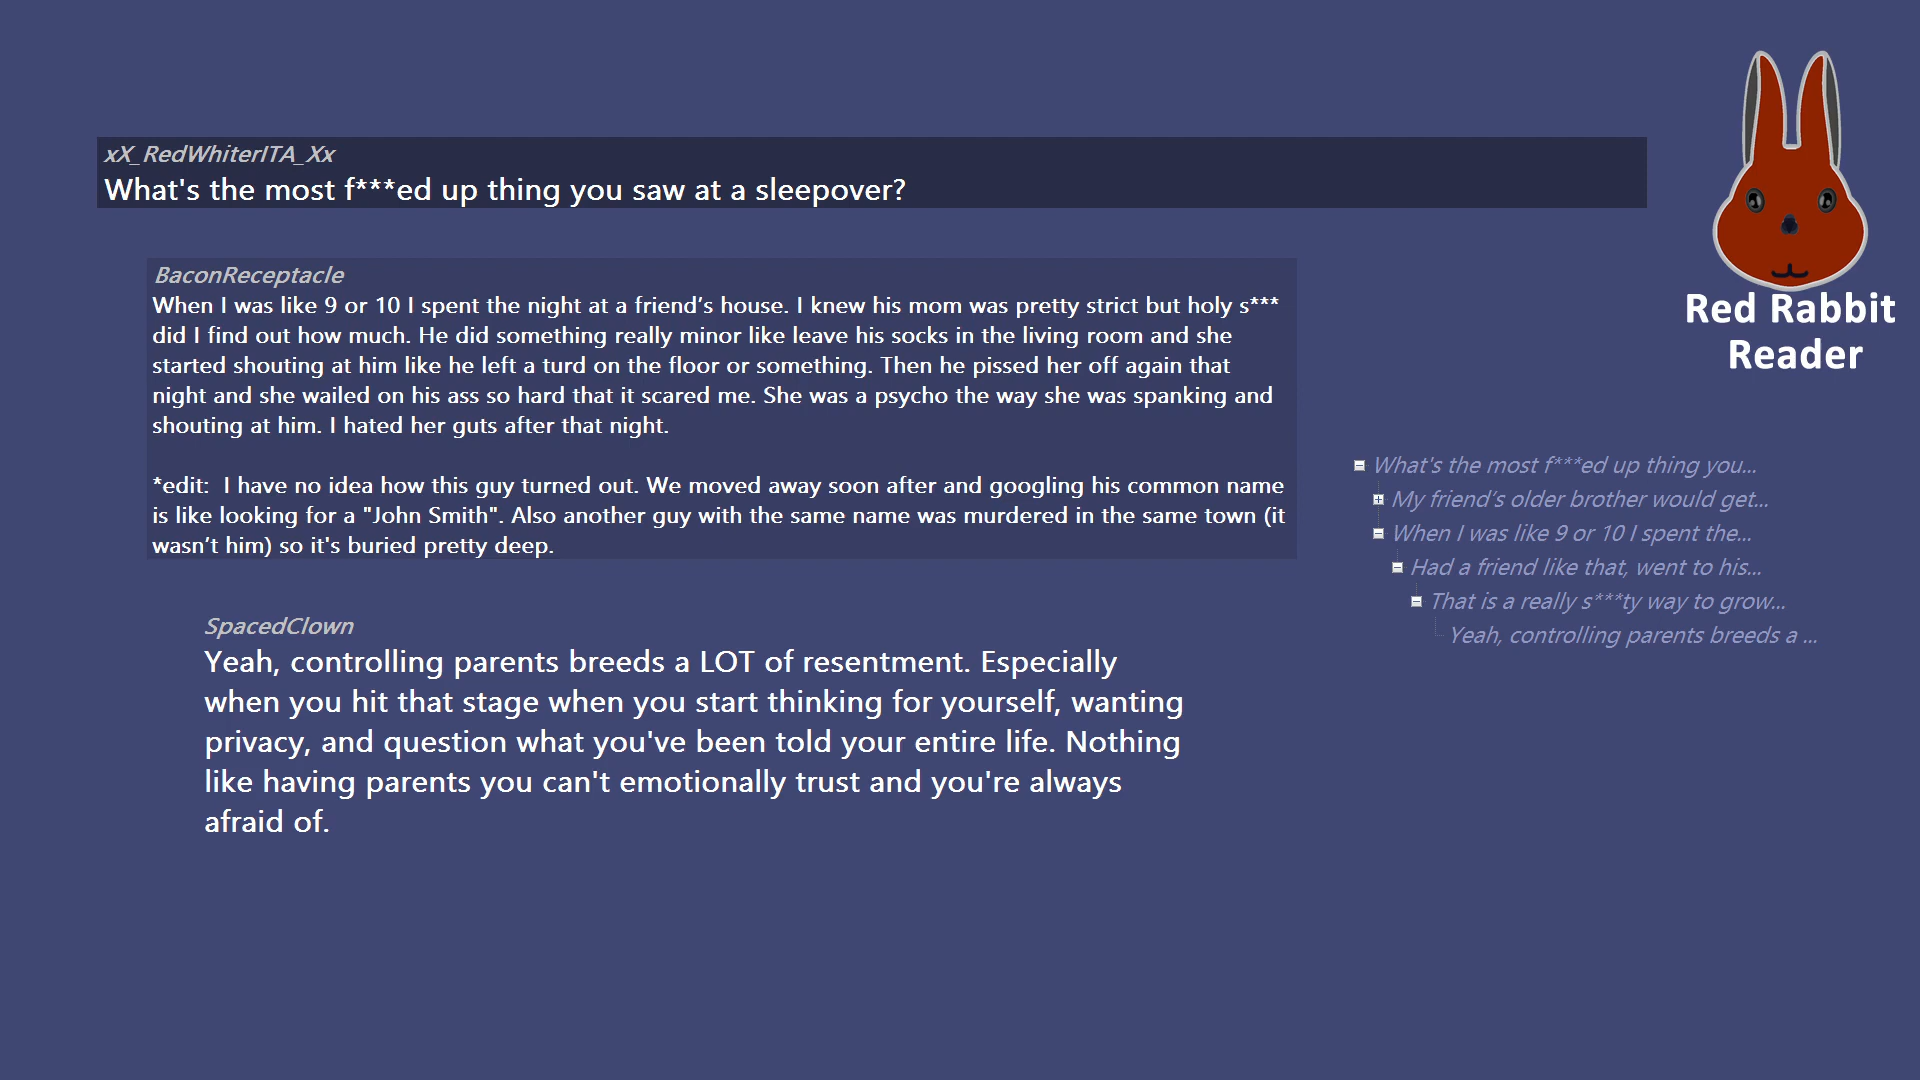 xX_RedWhiterITA_Xx
What's the most f***ed up thing you saw at a sleepover?
BaconReceptacle
When I was like 9 or 10 I spent the night at a friend’s house. I knew his mom was pretty strict but holy s***
did I find out how much. He did something really minor like leave his socks in the living room and she
started shouting at him like he left a turd on the floor or something. Then he pissed her off again that
night and she wailed on his ass so hard that it scared me. She was a psycho the way she was spanking and
shouting at him. I hated her guts after that night.
*edit:  I have no idea how this guy turned out. We moved away soon after and googling his common name
is like looking for a "John Smith". Also another guy with the same name was murdered in the same town (it
wasn’t him) so it's buried pretty deep.
SpacedClown
Yeah, controlling parents breeds a LOT of resentment. Especially
when you hit that stage when you start thinking for yourself, wanting
privacy, and question what you've been told your entire life. Nothing
like having parents you can't emotionally trust and you're always
afraid of.
Red Rabbit
Reader
What's the most f***ed up thing you...
My friend’s older brother would get...
When I was like 9 or 10 I spent the...
Had a friend like that, went to his...
That is a really s***ty way to grow...
Yeah, controlling parents breeds a ...